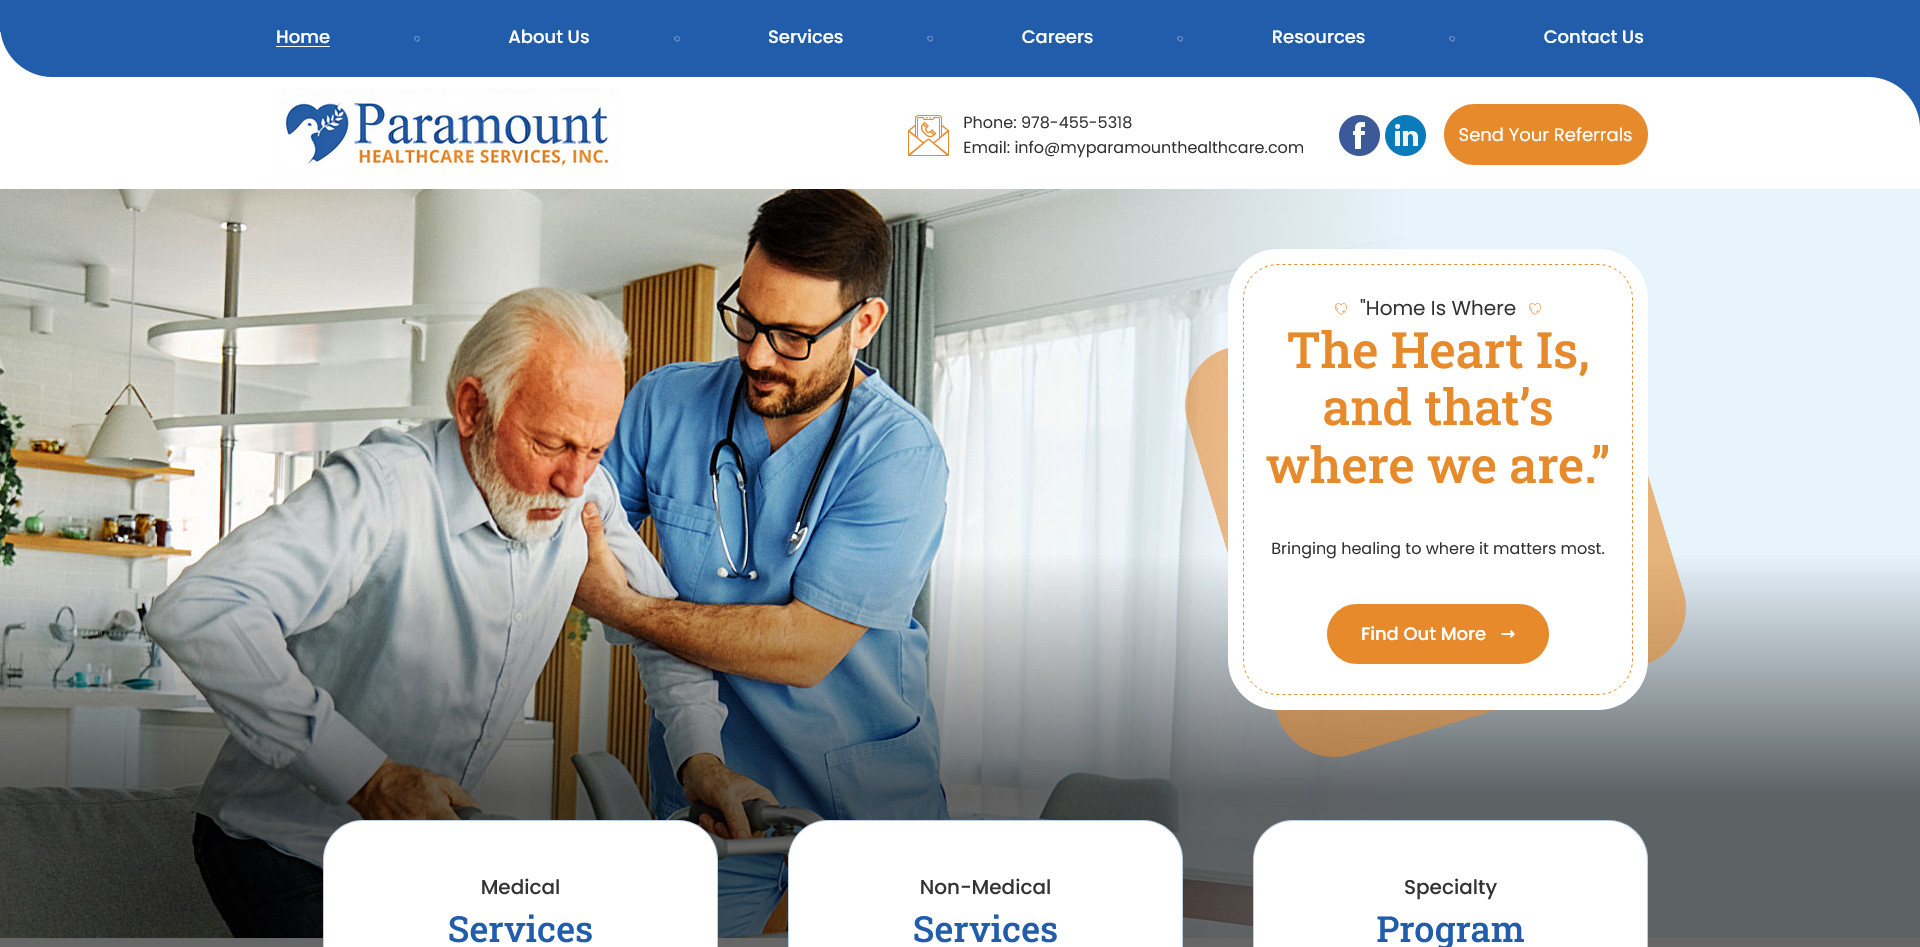 Home
About Us
Services
Careers
Resources
Contact Us
Paramount
HEALTHCARE SERVICES, INC.
Phone: 978-455-5318
Email: info@myparamounthealthcare.com
f
in
Send Your Referrals
"Home Is Where
The Heart Is,
and that’s
where we are.”
Bringing healing to where it matters most.
Find Out More
Medical
Services
Non-Medical
Services
Specialty
Program